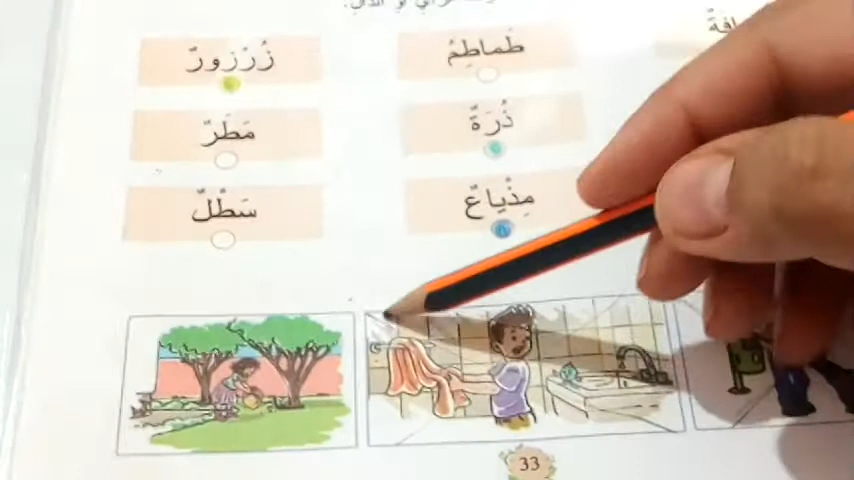 طَماطِمُ
زُرْزورٌ
ذُرَةٌ
مَطَرٌ
مِذْياعٌ
سَطْلٌ
33